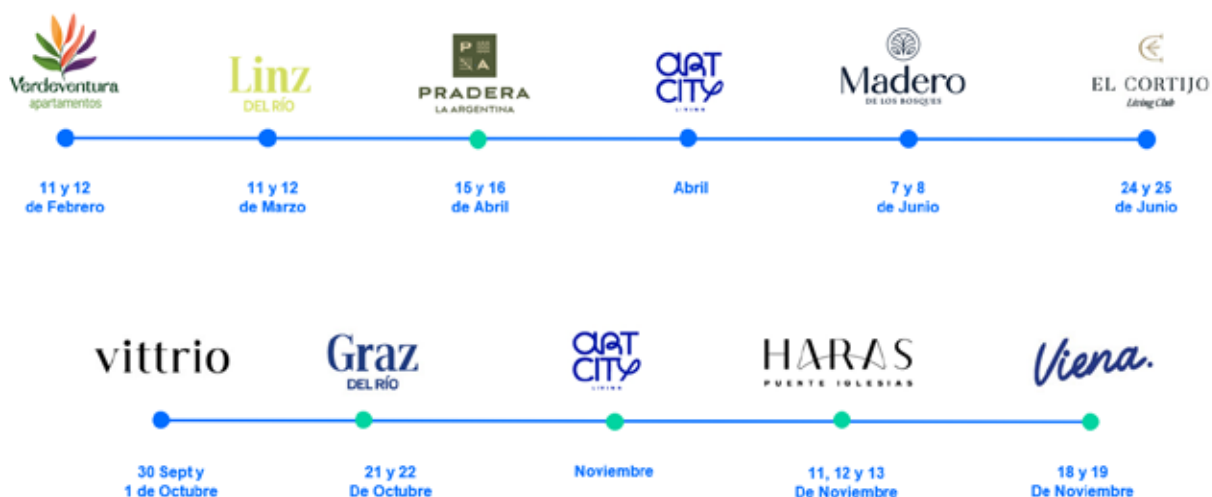 Verdeventura
apartamentos
Linz
DEL RÍO
P
A
PRADERA
LA ARGENTINA
ART
CITY
LIVING
Madero
DE LOS BOSQUES
EL CORTIJO
Living Club
11 y 12
de Febrero
11 y 12
de Marzo
15 y 16
de Abril
Abril
7 y 8
de Junio
24 y 25
de Junio
vittrio
Graz
DEL RÍO
ART
CITY
LIVING
HARAS
PUENTE IGLESIAS
Viena.
30 Sept y
1 de Octubre
21 y 22
De Octubre
Noviembre
11, 12 y 13
De Noviembre
18 y 19
De Noviembre